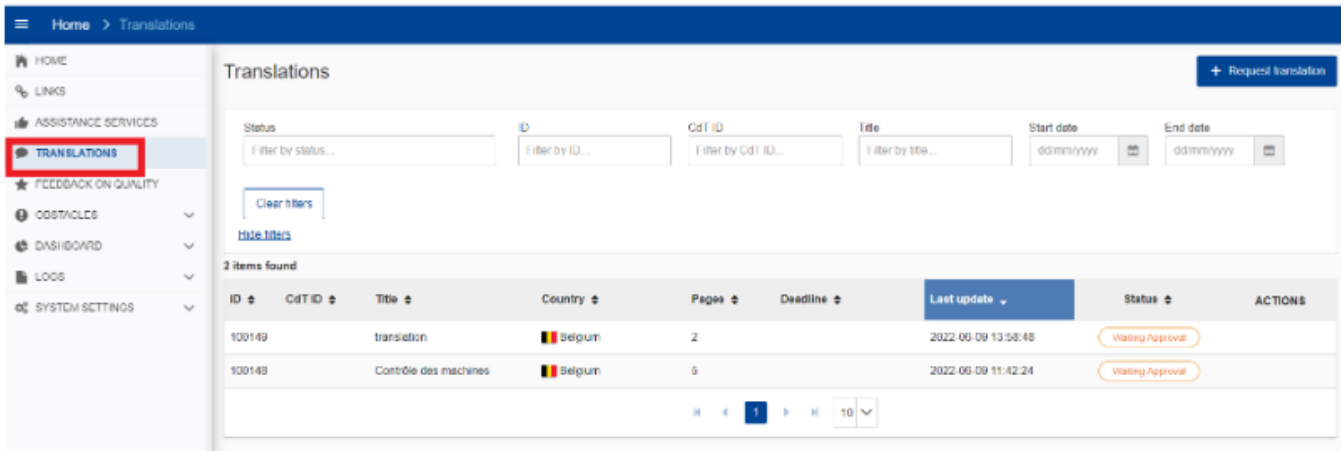 Home > Translations
HOME
LINKS
ASSISTANCE SERVICES
TRANSLATIONS
FEEDBACK ON QUALITY
OBSTACLES
DASHBOARD
LOGS
SYSTEM SETTINGS
Translations
+ Request translation
Status ID CdT ID Title Start date End date
Filter by status... Filter by ID... Filter by CdT ID... Filter by title... dd/mm/yyyy dd/mm/yyyy
Clear filters
Hide filters
2 items found
ID CdT ID Title Country Pages Deadline Last update Status ACTIONS
100149 translation Belgium 2 2022-06-09 13:58:48 Waiting Approval
100148 Contrôle des machines Belgium 5 2022-06-09 11:42:24 Waiting Approval
1 10